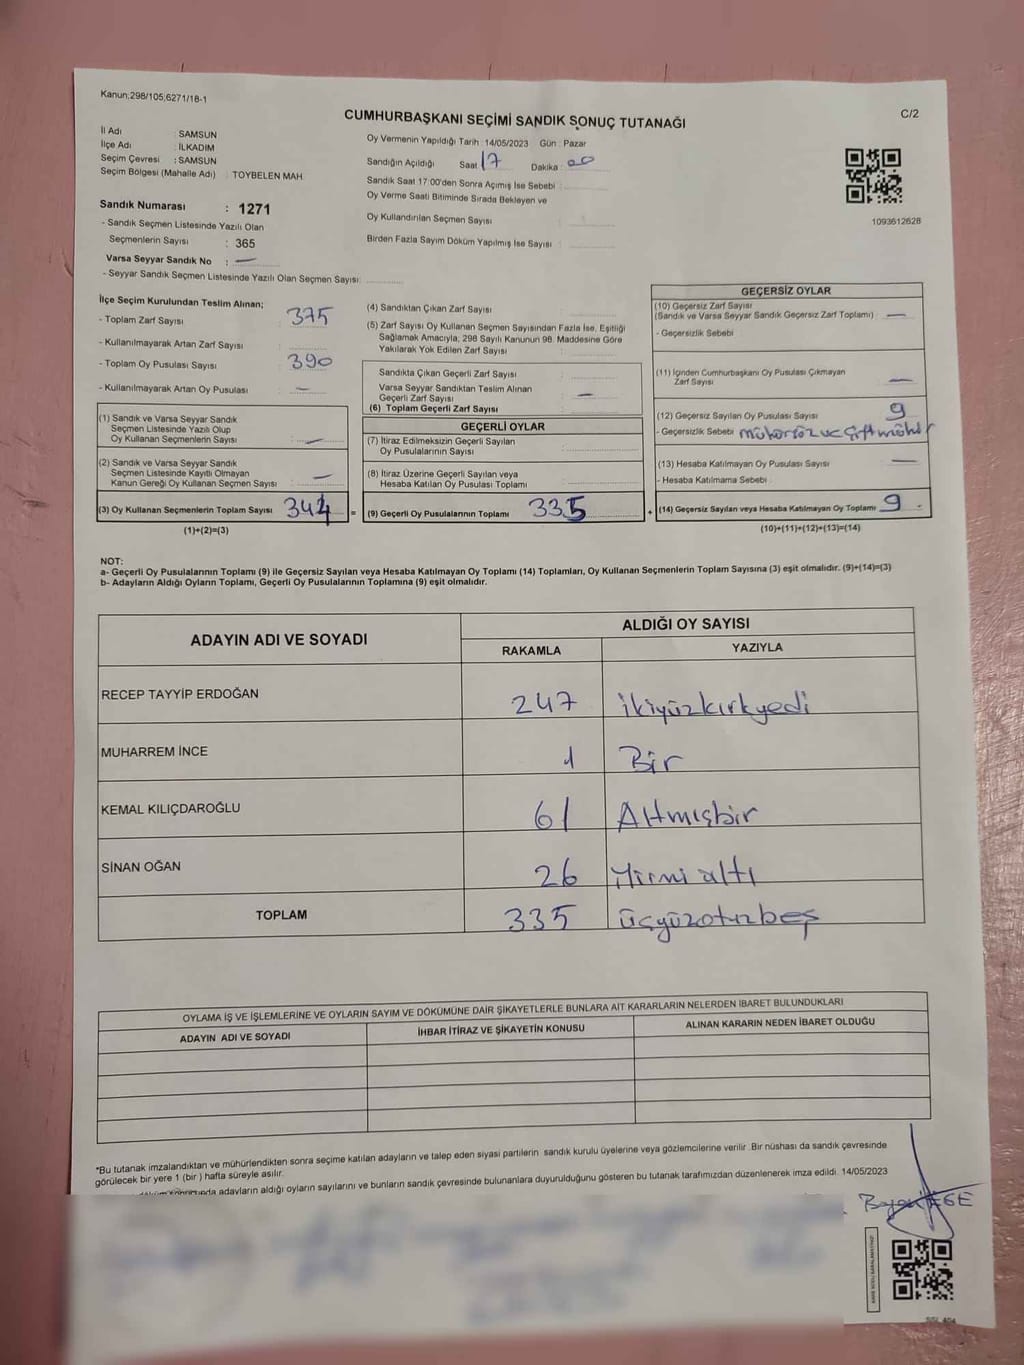 Kanun;298/105;6271/18-1
CUMHURBAŞKANI SEÇİMİ SANDIK SONUÇ TUTANAĞI
C/2
İl Adı : SAMSUN
İlçe Adı : İLKADIM
Seçim Çevresi : SAMSUN
Seçim Bölgesi (Mahalle Adı) : TOYBELEN MAH.
Sandık Numarası : 1271
- Sandık Seçmen Listesinde Yazılı Olan
Seçmenlerin Sayısı : 365
Varsa Seyyar Sandık No : —
- Seyyar Sandık Seçmen Listesinde Yazılı Olan Seçmen Sayısı:
Oy Vermenin Yapıldığı Tarih :14/05/2023 Gün : Pazar
Sandığın Açıldığı Saat 17 Dakika : 00
Sandık Saat 17:00'den Sonra Açımış İse Sebebi :
Oy Verme Saati Bitiminde Sırada Bekleyen ve
Oy Kullandırılan Seçmen Sayısı :
Birden Fazla Sayım Döküm Yapılmış İse Sayısı :
1093612628
İlçe Seçim Kurulundan Teslim Alınan;
- Toplam Zarf Sayısı : 375
- Kullanılmayarak Artan Zarf Sayısı :
- Toplam Oy Pusulası Sayısı : 390
- Kullanılmayarak Artan Oy Pusulası : —
(1) Sandık ve Varsa Seyyar Sandık
Seçmen Listesinde Yazılı Olup
Oy Kullanan Seçmenlerin Sayısı : —
(2) Sandık ve Varsa Seyyar Sandık
Seçmen Listesinde Kayıtlı Olmayan
Kanun Gereği Oy Kullanan Seçmen Sayısı : —
(3) Oy Kullanan Seçmenlerin Toplam Sayısı : 344
(1)+(2)=(3)
(4) Sandıktan Çıkan Zarf Sayısı :
(5) Zarf Sayısı Oy Kullanan Seçmen Sayısından Fazla İse, Eşitliği
Sağlamak Amacıyla; 298 Sayılı Kanunun 98. Maddesine Göre
Yakılarak Yok Edilen Zarf Sayısı :
Sandıkta Çıkan Geçerli Zarf Sayısı :
Varsa Seyyar Sandıktan Teslim Alınan
Geçerli Zarf Sayısı : —
(6) Toplam Geçerli Zarf Sayısı :
GEÇERLİ OYLAR
(7) İtiraz Edilmeksizin Geçerli Sayılan
Oy Pusulalarının Sayısı :
(8) İtiraz Üzerine Geçerli Sayılan veya
Hesaba Katılan Oy Pusulası Toplamı :
= (9) Geçerli Oy Pusulalarının Toplamı : 335
GEÇERSİZ OYLAR
(10) Geçersiz Zarf Sayısı
(Sandık ve Varsa Seyyar Sandık Geçersiz Zarf Toplamı) : —
- Geçersizlik Sebebi
(11) İçinden Cumhurbaşkanı Oy Pusulası Çıkmayan
Zarf Sayısı : —
(12) Geçersiz Sayılan Oy Pusulası Sayısı : 9
- Geçersizlik Sebebi mühürsüz ve çift mühür
(13) Hesaba Katılmayan Oy Pusulası Sayısı : —
- Hesaba Katılmama Sebebi :
+ (14) Geçersiz Sayılan veya Hesaba Katılmayan Oy Toplamı : 9
(10)+(11)+(12)+(13)=(14)
NOT:
a- Geçerli Oy Pusulalarının Toplamı (9) ile Geçersiz Sayılan veya Hesaba Katılmayan Oy Toplamı (14) Toplamları, Oy Kullanan Seçmenlerin Toplam Sayısına (3) eşit olmalıdır. (9)+(14)=(3)
b- Adayların Aldığı Oyların Toplamı, Geçerli Oy Pusulalarının Toplamına (9) eşit olmalıdır.
ADAYIN ADI VE SOYADI
ALDIĞI OY SAYISI
RAKAMLA YAZIYLA
RECEP TAYYİP ERDOĞAN 247 ikiyüzkırkyedi
MUHARREM İNCE 1 Bir
KEMAL KILIÇDAROĞLU 61 Altmışbir
SİNAN OĞAN 26 Yirmi altı
TOPLAM 335 üçyüzotuzbeş
OYLAMA İŞ VE İŞLEMLERİNE VE OYLARIN SAYIM VE DÖKÜMÜNE DAİR ŞİKAYETLERLE BUNLARA AİT KARARLARIN NELERDEN İBARET BULUNDUKLARI
ADAYIN ADI VE SOYADI İHBAR İTİRAZ VE ŞİKAYETİN KONUSU ALINAN KARARIN NEDEN İBARET OLDUĞU
*Bu tutanak imzalandıktan ve mühürlendikten sonra seçime katılan adayların ve talep eden siyasi partilerin sandık kurulu üyelerine veya gözlemcilerine verilir .Bir nüshası da sandık çevresinde
görülecek bir yere 1 (bir ) hafta süreyle asılır.
adayların aldığı oyların sayılarını ve bunların sandık çevresinde bulunanlara duyurulduğunu gösteren bu tutanak tarafımızdan düzenlenerek imza edildi. 14/05/2023
EGE